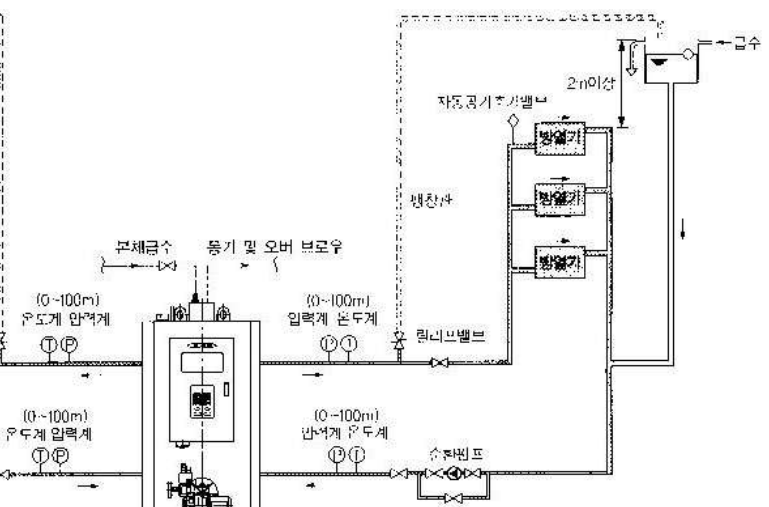 급수
2m이상
자동공기추기밸브
방열기
방열기
팽창관
방열기
본체급수 통기 및 오버 브로우
(0~100m)
온도계 압력계
T P
(0~100m)
압력계 온도계
P T
릴리프밸브
(0~100m)
온도계 압력계
T P
(0~100m)
압력계 온도계
P T
순환펌프